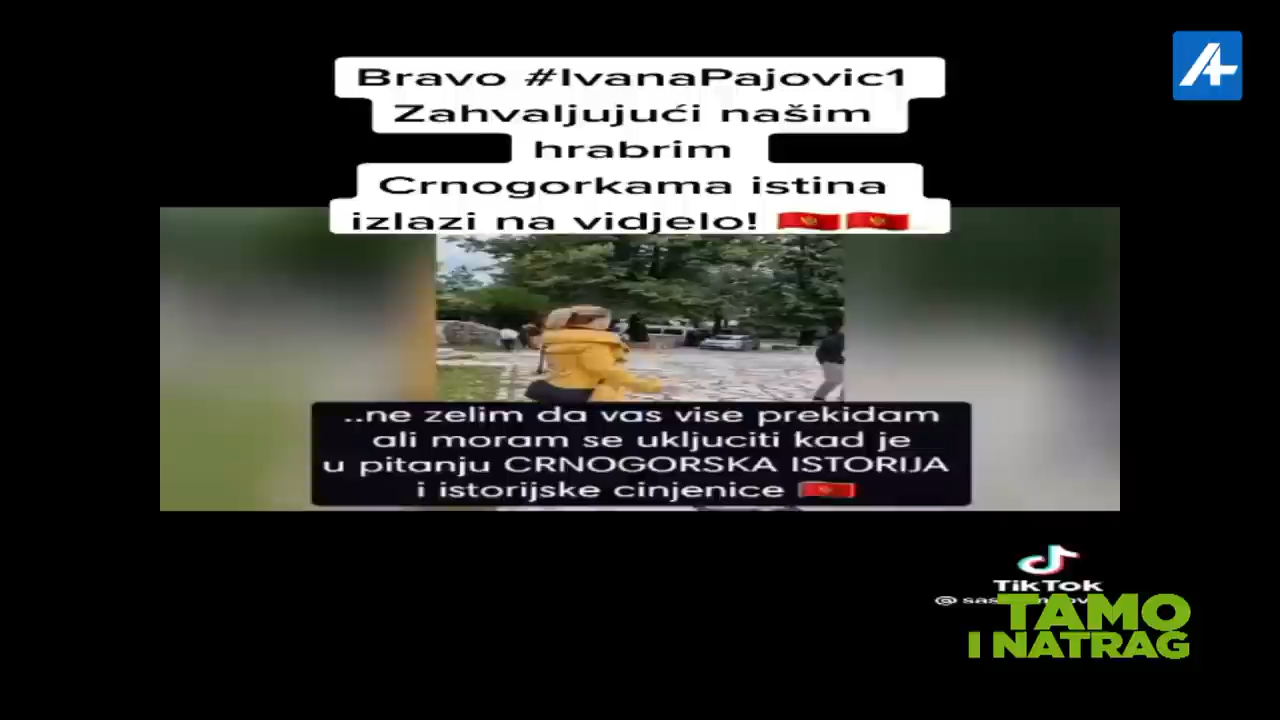 Bravo #IvanaPajovic1
Zahvaljujući našim
hrabrim
Crnogorkama istina
izlazi na vidjelo! 🇲🇪🇲🇪
..ne zelim da vas vise prekidam
ali moram se ukljuciti kad je
u pitanju CRNOGORSKA ISTORIJA
i istorijske cinjenice 🇲🇪
TikTok
TAMO
I NATRAG